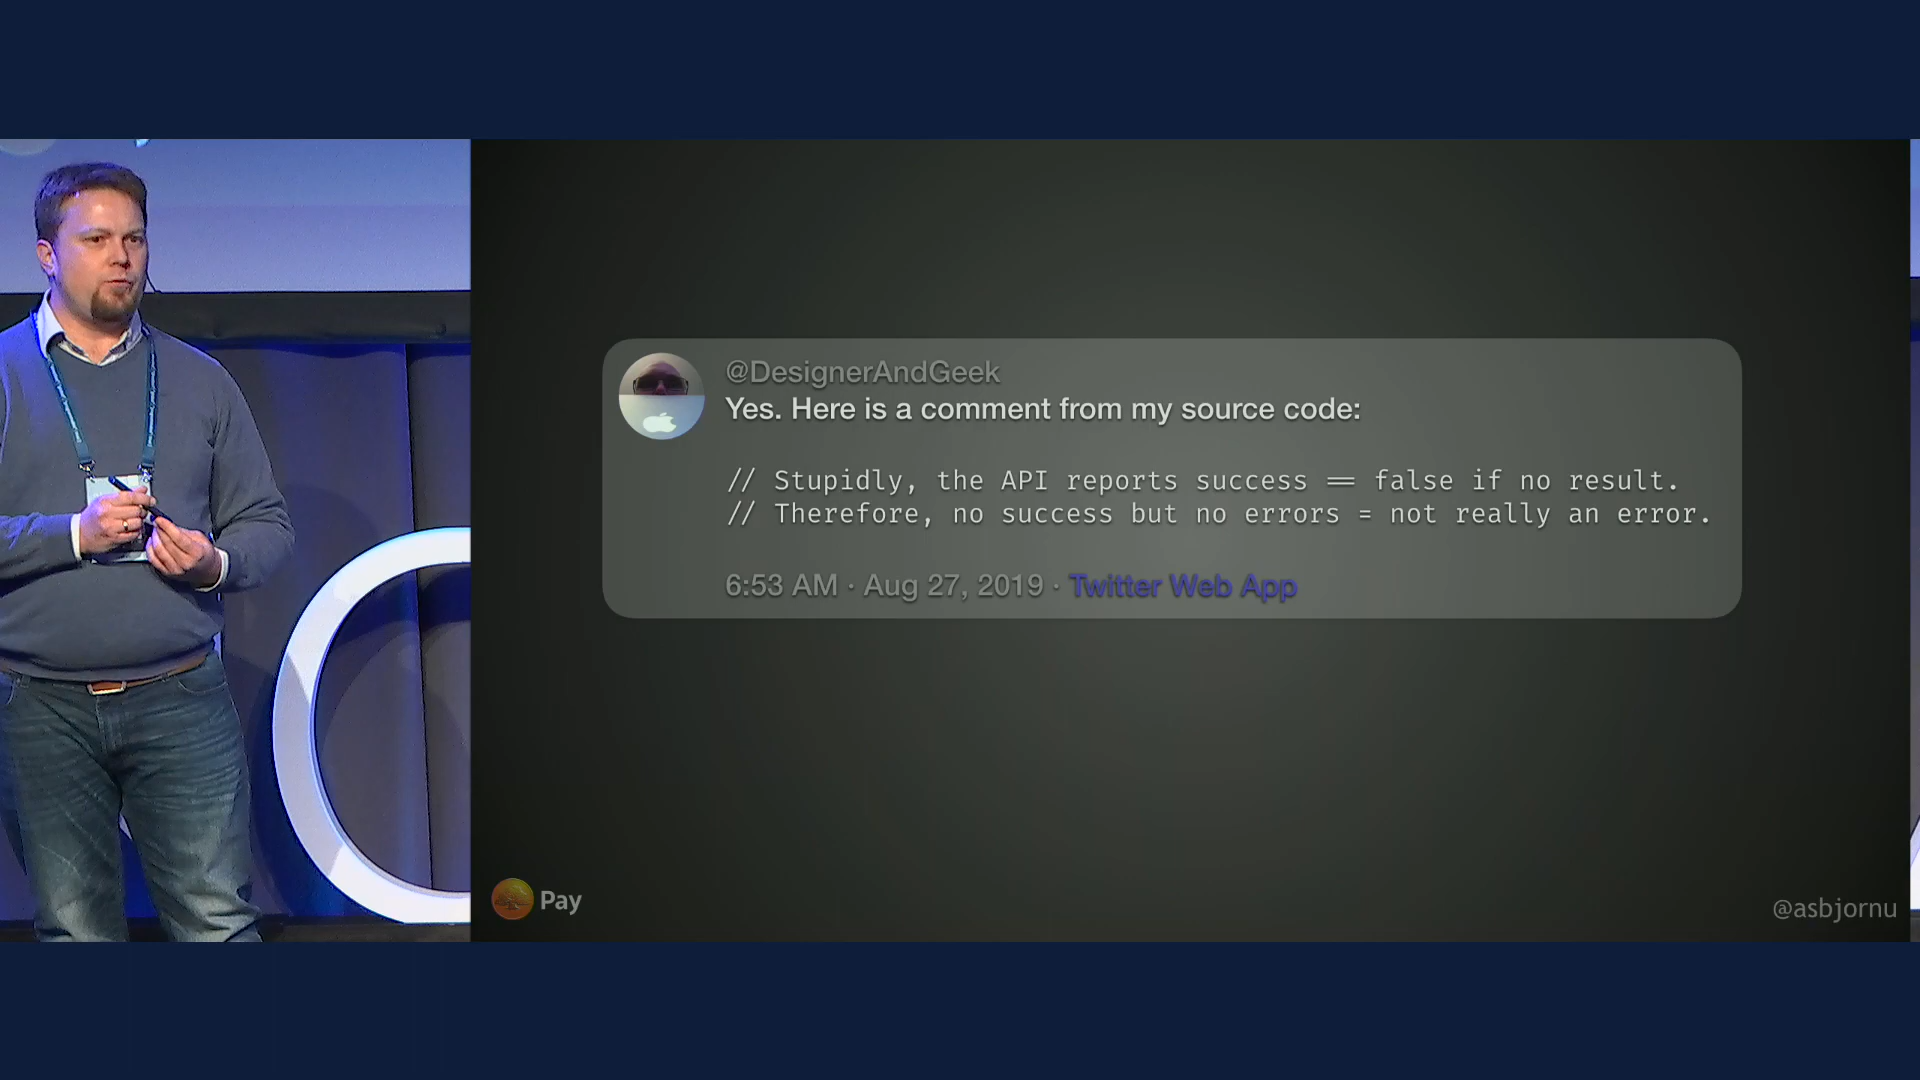 @DesignerAndGeek
Yes. Here is a comment from my source code:
// Stupidly, the API reports success == false if no result.
// Therefore, no success but no errors = not really an error.
6:53 AM · Aug 27, 2019 · Twitter Web App
Pay
@asbjornu